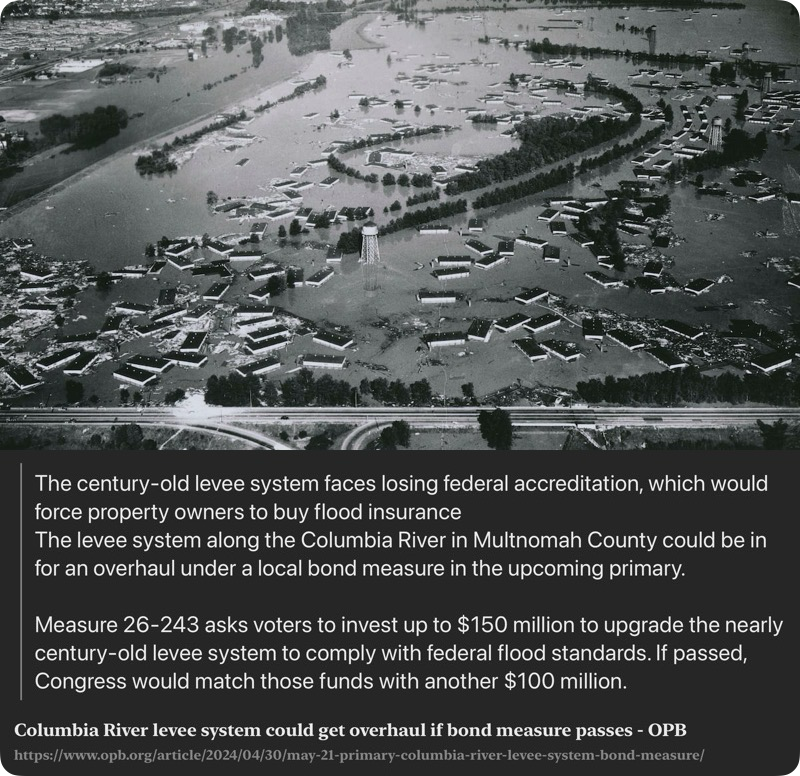 The century-old levee system faces losing federal accreditation, which would
force property owners to buy flood insurance
The levee system along the Columbia River in Multnomah County could be in
for an overhaul under a local bond measure in the upcoming primary.
Measure 26-243 asks voters to invest up to $150 million to upgrade the nearly
century-old levee system to comply with federal flood standards. If passed,
Congress would match those funds with another $100 million.
Columbia River levee system could get overhaul if bond measure passes - OPB
https://www.opb.org/article/2024/04/30/may-21-primary-columbia-river-levee-system-bond-measure/